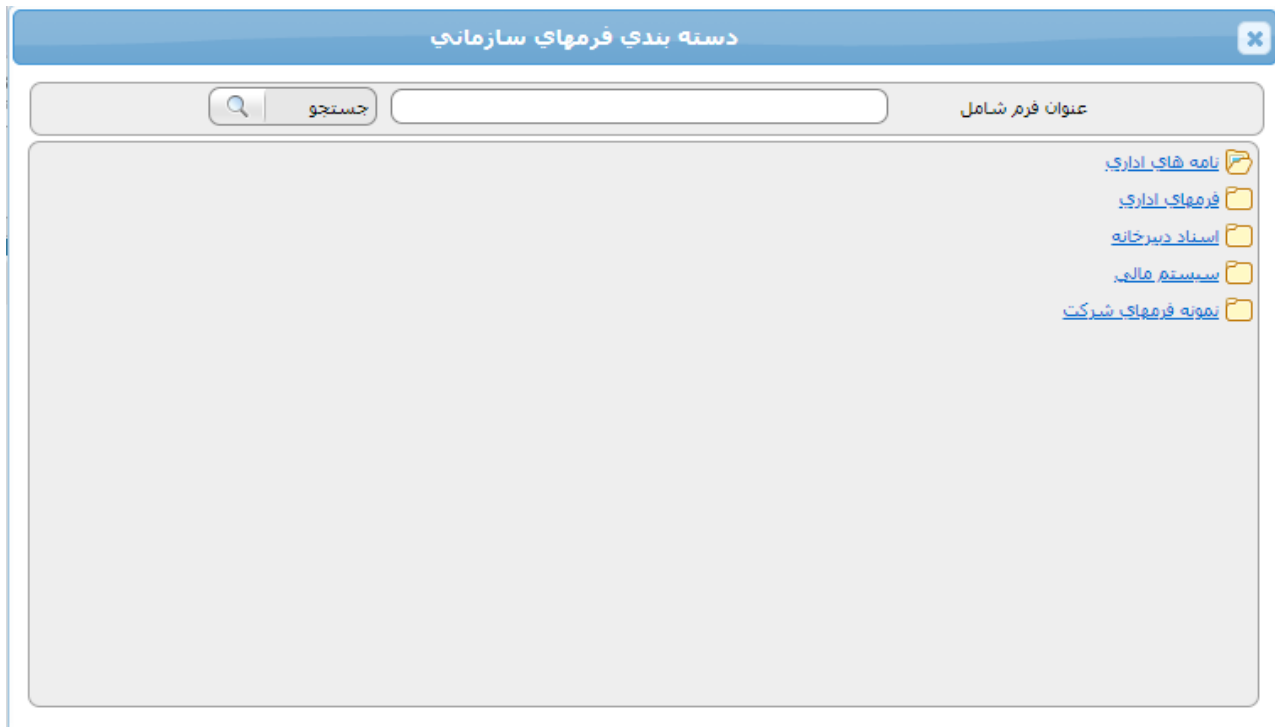 دسته بندي فرمهاي سازماني
عنوان فرم شامل جستجو
نامه هاي اداري
فرمهاي اداري
اسناد دبيرخانه
سيستم مالي
نمونه فرمهاي شركت